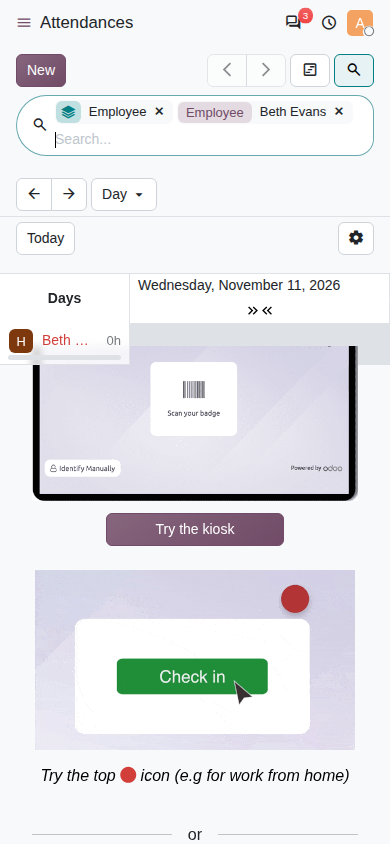 Attendances
3
A
New
Employee × Employee Beth Evans ×
Search...
Day
Today
Days
Wednesday, November 11, 2026
H Beth ... 0h
Scan your badge
Identify Manually
Powered by odoo
Try the kiosk
Check in
Try the top icon (e.g for work from home)
or